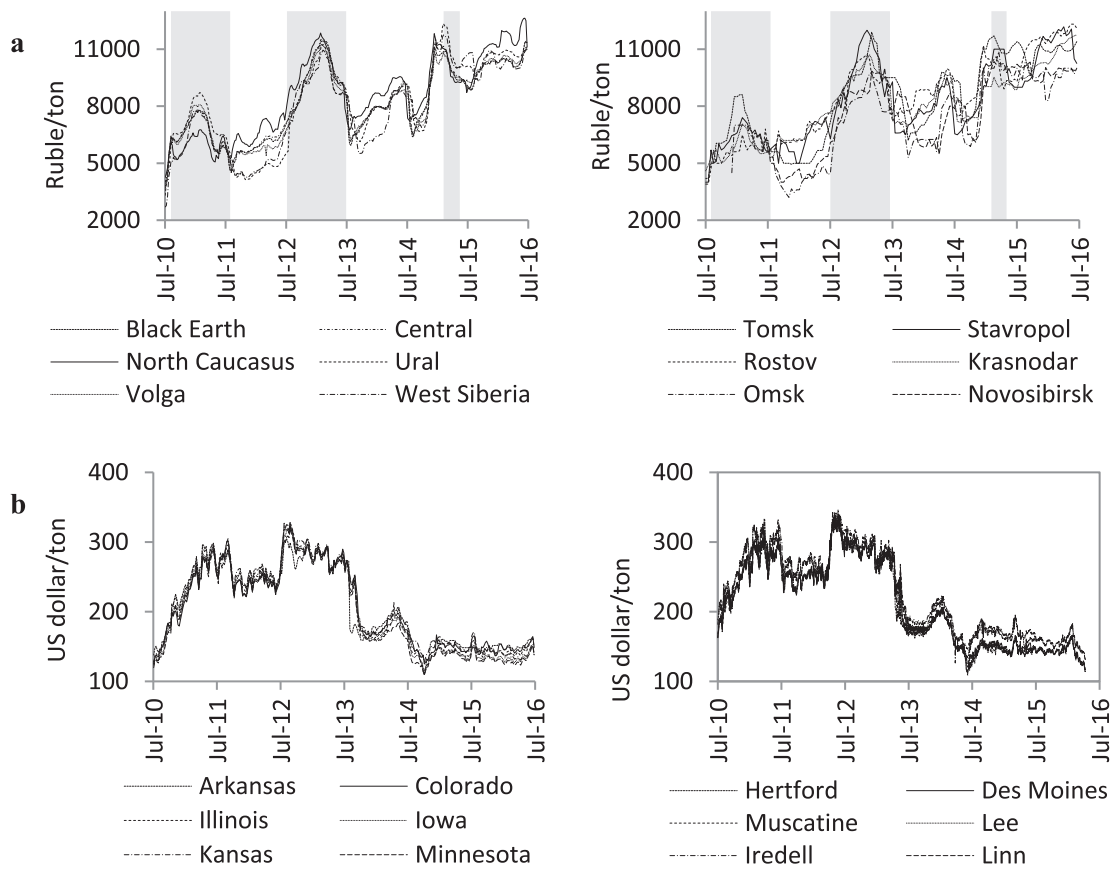 a
Ruble/ton
11000
8000
5000
2000
Jul-10
Jul-11
Jul-12
Jul-13
Jul-14
Jul-15
Jul-16
Black Earth
Central
North Caucasus
Ural
Volga
West Siberia
Ruble/ton
11000
8000
5000
2000
Jul-10
Jul-11
Jul-12
Jul-13
Jul-14
Jul-15
Jul-16
Tomsk
Stavropol
Rostov
Krasnodar
Omsk
Novosibirsk
b
US dollar/ton
400
300
200
100
Jul-10
Jul-11
Jul-12
Jul-13
Jul-14
Jul-15
Jul-16
Arkansas
Colorado
Illinois
Iowa
Kansas
Minnesota
US dollar/ton
400
300
200
100
Jul-10
Jul-11
Jul-12
Jul-13
Jul-14
Jul-15
Jul-16
Hertford
Des Moines
Muscatine
Lee
Iredell
Linn